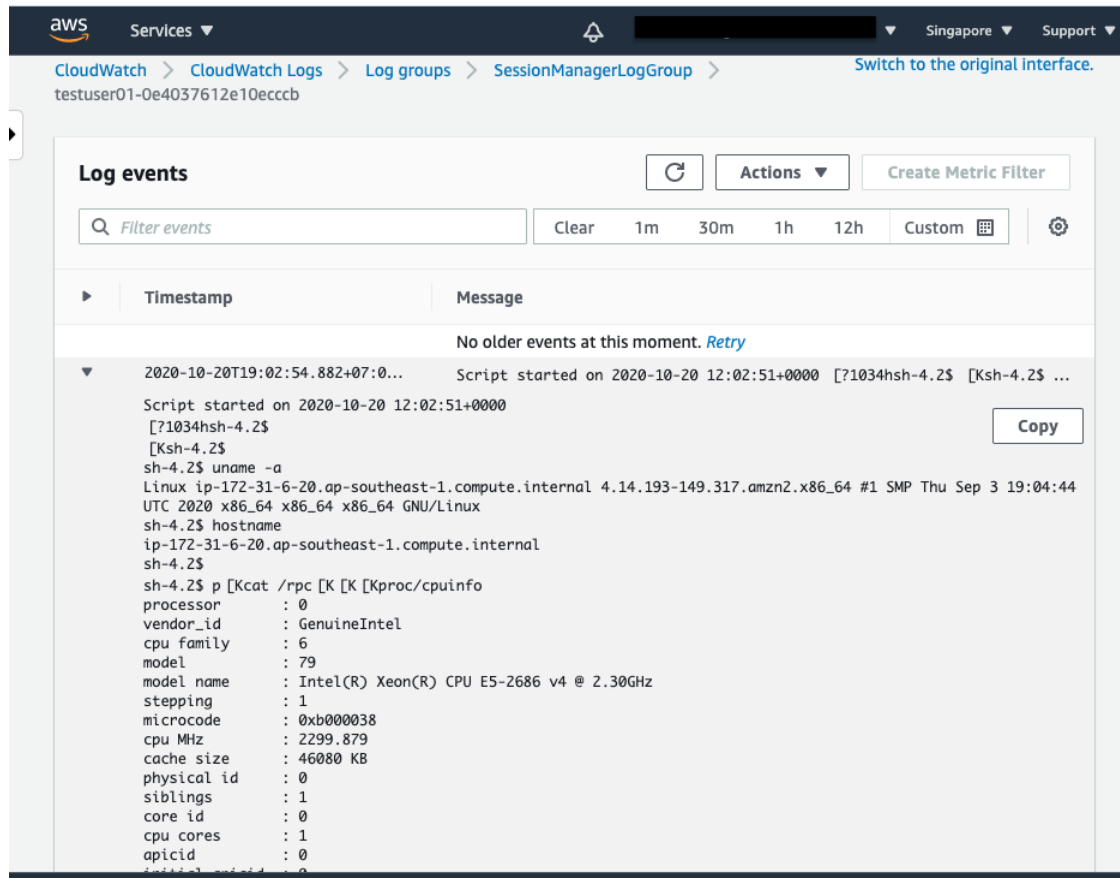 aws Services ▼ ▼ Singapore ▼ Support ▼
CloudWatch > CloudWatch Logs > Log groups > SessionManagerLogGroup >
testuser01-0e4037612e10ecccb
Switch to the original interface.
Log events
Actions ▼
Create Metric Filter
Filter events
Clear 1m 30m 1h 12h Custom
Timestamp Message
No older events at this moment. Retry
2020-10-20T19:02:54.882+07:0... Script started on 2020-10-20 12:02:51+0000 [?1034hsh-4.2$ [Ksh-4.2$ ...
Script started on 2020-10-20 12:02:51+0000
Copy
[?1034hsh-4.2$
[Ksh-4.2$
sh-4.2$ uname -a
Linux ip-172-31-6-20.ap-southeast-1.compute.internal 4.14.193-149.317.amzn2.x86_64 #1 SMP Thu Sep 3 19:04:44
UTC 2020 x86_64 x86_64 x86_64 GNU/Linux
sh-4.2$ hostname
ip-172-31-6-20.ap-southeast-1.compute.internal
sh-4.2$
sh-4.2$ p [Kcat /rpc [K [K [Kproc/cpuinfo
processor : 0
vendor_id : GenuineIntel
cpu family : 6
model : 79
model name : Intel(R) Xeon(R) CPU E5-2686 v4 @ 2.30GHz
stepping : 1
microcode : 0xb000038
cpu MHz : 2299.879
cache size : 46080 KB
physical id : 0
siblings : 1
core id : 0
cpu cores : 1
apicid : 0